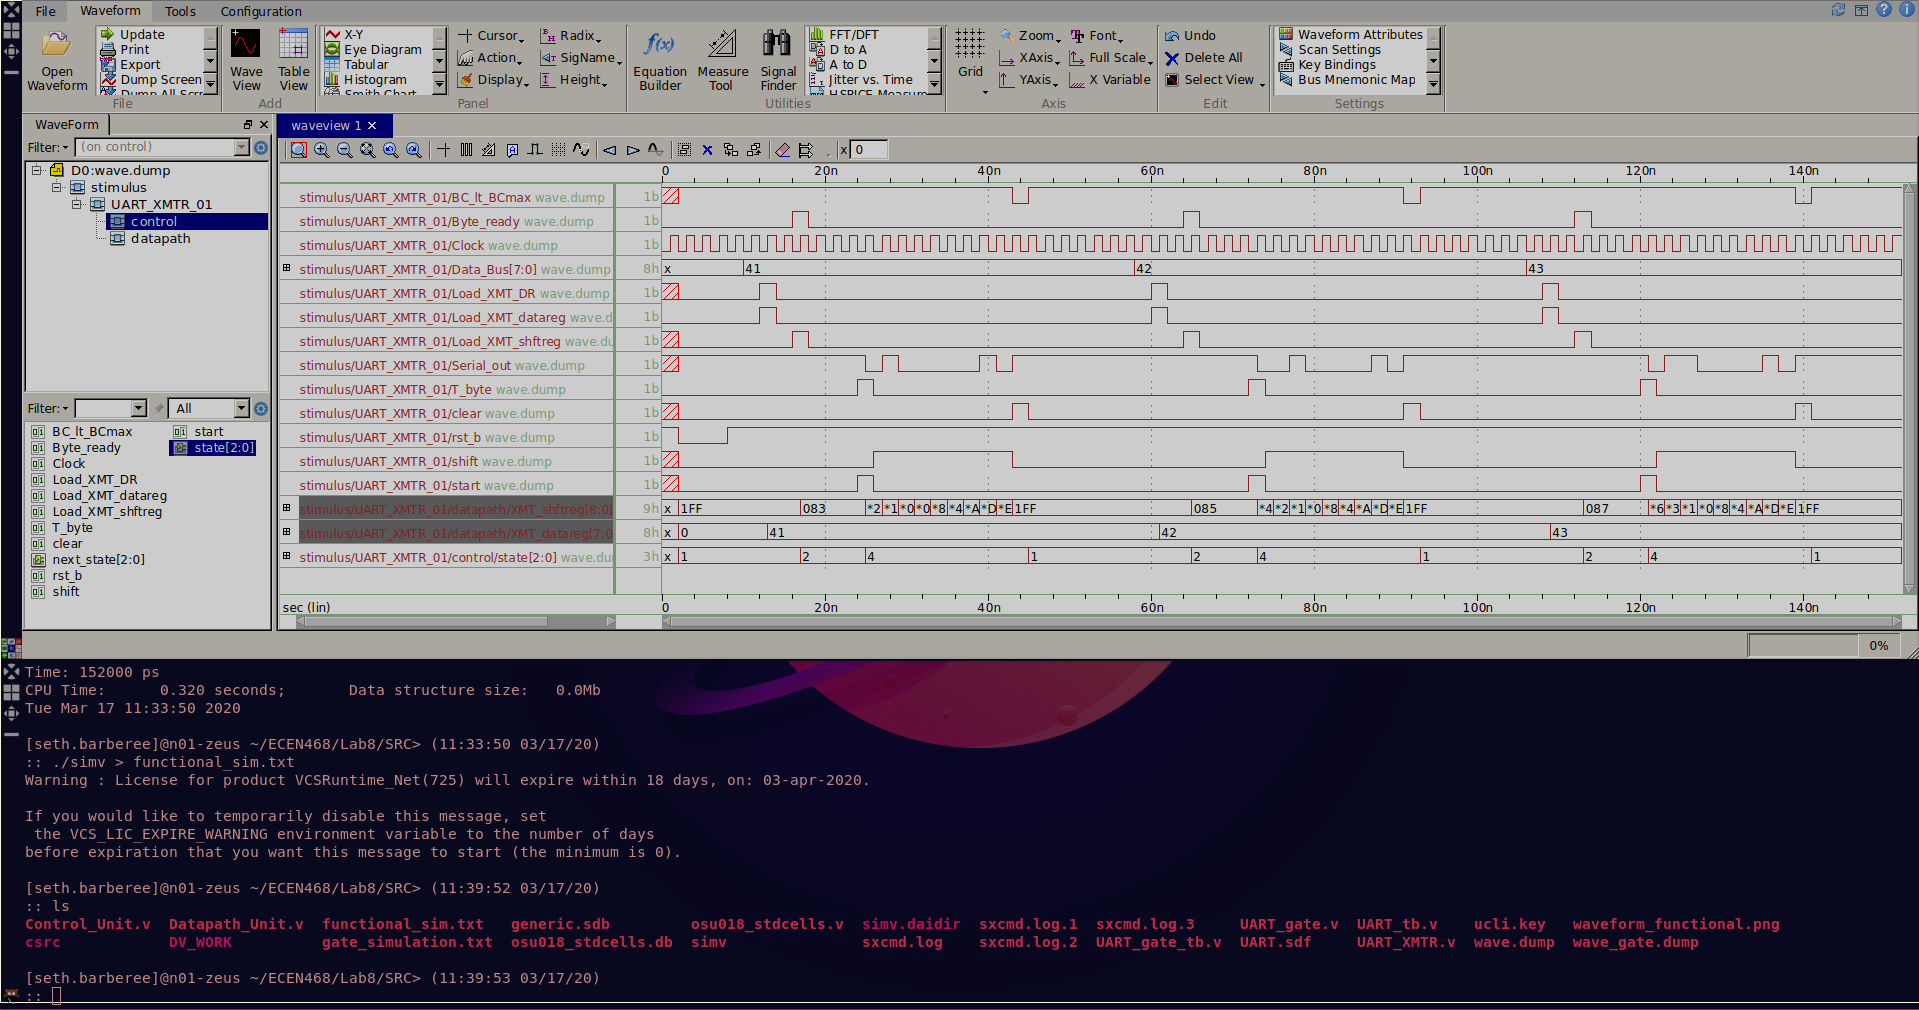 File Waveform Tools Configuration
Open Waveform
Update
Print
Export
Dump Screen
Dump All Scr
File
Wave View
Table View
Add
X-Y
Eye Diagram
Tabular
Histogram
Smith Chart
Cursor
Action
Display
Radix
SigName
Height
Panel
Equation Builder
Measure Tool
Signal Finder
FFT/DFT
D to A
A to D
Jitter vs. Time
HSPICE Measur
Utilities
Grid
Zoom
XAxis
YAxis
Font
Full Scale
X Variable
Axis
Undo
Delete All
Select View
Edit
Waveform Attributes
Scan Settings
Key Bindings
Bus Mnemonic Map
Settings
WaveForm
Filter: (on control)
D0:wave.dump
stimulus
UART_XMTR_01
control
datapath
Filter: All
BC_lt_BCmax start
Byte_ready state[2:0]
Clock
Load_XMT_DR
Load_XMT_datareg
Load_XMT_shftreg
T_byte
clear
next_state[2:0]
rst_b
shift
waveview 1
x 0
0 20n 40n 60n 80n 100n 120n 140n
stimulus/UART_XMTR_01/BC_lt_BCmax wave.dump 1b
stimulus/UART_XMTR_01/Byte_ready wave.dump 1b
stimulus/UART_XMTR_01/Clock wave.dump 1b
stimulus/UART_XMTR_01/Data_Bus[7:0] wave.dump 8h x 41 42 43
stimulus/UART_XMTR_01/Load_XMT_DR wave.dump 1b
stimulus/UART_XMTR_01/Load_XMT_datareg wave.d 1b
stimulus/UART_XMTR_01/Load_XMT_shftreg wave.du 1b
stimulus/UART_XMTR_01/Serial_out wave.dump 1b
stimulus/UART_XMTR_01/T_byte wave.dump 1b
stimulus/UART_XMTR_01/clear wave.dump 1b
stimulus/UART_XMTR_01/rst_b wave.dump 1b
stimulus/UART_XMTR_01/shift wave.dump 1b
stimulus/UART_XMTR_01/start wave.dump 1b
stimulus/UART_XMTR_01/datapath/XMT_shftreg[8:0] 9h x 1FF 083 *2 *1 *0 *0 *8 *4 *A *D *E 1FF 085 *4 *2 *1 *0 *8 *4 *A *D *E 1FF 087 *6 *3 *1 *0 *8 *4 *A *D *E 1FF
stimulus/UART_XMTR_01/datapath/XMT_datareg[7:0 8h x 0 41 42 43
stimulus/UART_XMTR_01/control/state[2:0] wave.du 3h x 1 2 4 1 2 4 1 2 4 1
sec (lin) 0 20n 40n 60n 80n 100n 120n 140n
0%
Time: 152000 ps
CPU Time: 0.320 seconds; Data structure size: 0.0Mb
Tue Mar 17 11:33:50 2020
[seth.barberee]@n01-zeus ~/ECEN468/Lab8/SRC> (11:33:50 03/17/20)
:: ./simv > functional_sim.txt
Warning : License for product VCSRuntime_Net(725) will expire within 18 days, on: 03-apr-2020.
If you would like to temporarily disable this message, set
the VCS_LIC_EXPIRE_WARNING environment variable to the number of days
before expiration that you want this message to start (the minimum is 0).
[seth.barberee]@n01-zeus ~/ECEN468/Lab8/SRC> (11:39:52 03/17/20)
:: ls
Control_Unit.v Datapath_Unit.v functional_sim.txt generic.sdb osu018_stdcells.v simv.daidir sxcmd.log.1 sxcmd.log.3 UART_gate.v UART_tb.v ucli.key waveform_functional.png
csrc DV_WORK gate_simulation.txt osu018_stdcells.db simv sxcmd.log sxcmd.log.2 UART_gate_tb.v UART.sdf UART_XMTR.v wave.dump wave_gate.dump
[seth.barberee]@n01-zeus ~/ECEN468/Lab8/SRC> (11:39:53 03/17/20)
::